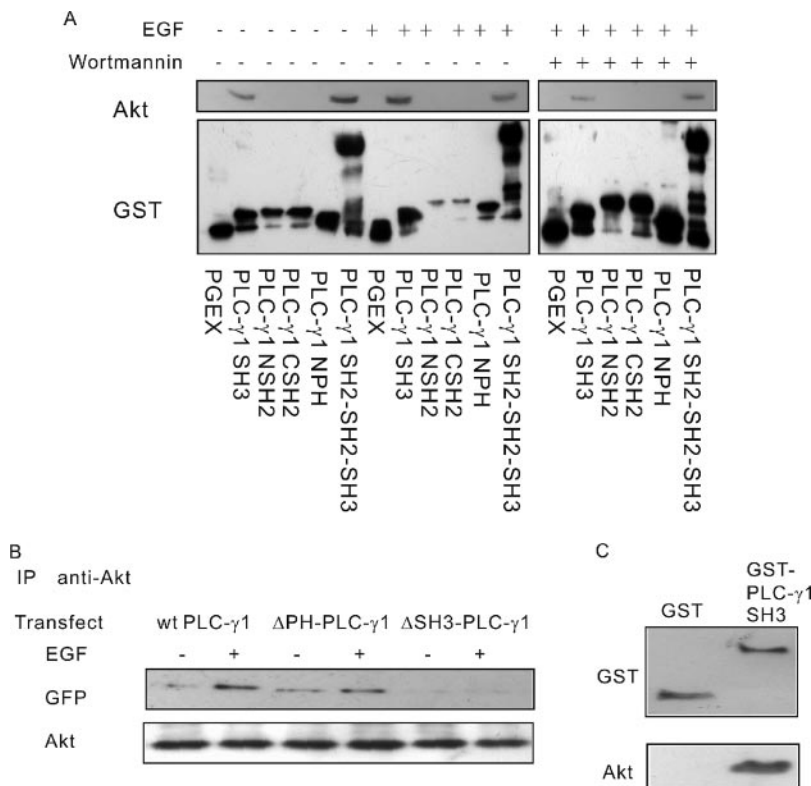 A
EGF - - - - - - + + + + + + + + + + + +
Wortmannin - - - - - - - - - - - - + + + + + +
Akt
GST
PGEX
PLC-γ1 SH3
PLC-γ1 NSH2
PLC-γ1 CSH2
PLC-γ1 NPH
PLC-γ1 SH2-SH2-SH3
PGEX
PLC-γ1 SH3
PLC-γ1 NSH2
PLC-γ1 CSH2
PLC-γ1 NPH
PLC-γ1 SH2-SH2-SH3
PGEX
PLC-γ1 SH3
PLC-γ1 NSH2
PLC-γ1 CSH2
PLC-γ1 NPH
PLC-γ1 SH2-SH2-SH3
B
IP anti-Akt
Transfect wt PLC-γ1 ΔPH-PLC-γ1 ΔSH3-PLC-γ1
EGF - + - + - +
GFP
Akt
C
GST
GST-
PLC-γ1
SH3
GST
Akt